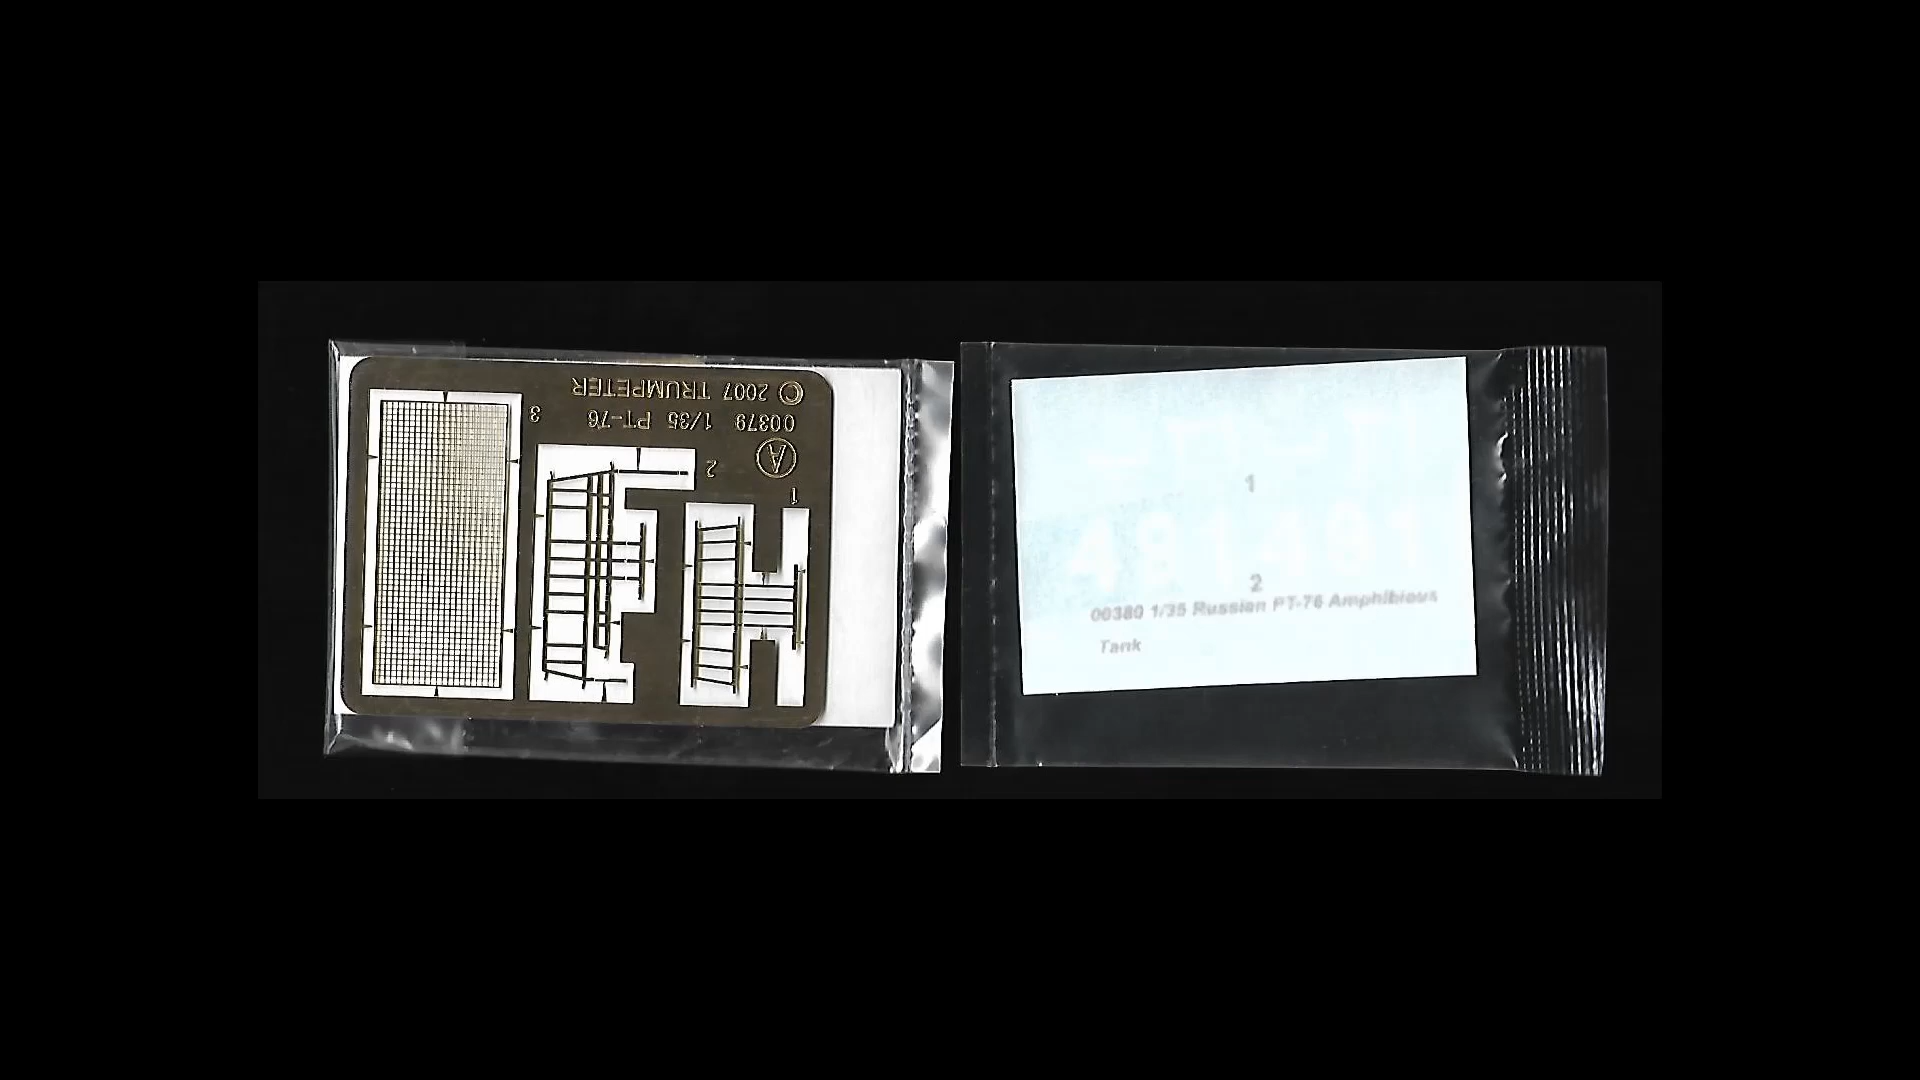 © 2007 TRUMPETER
00379 1/35 PT-76
A
1
2
3
1
2
00380 1/35 Russian PT-76 Amphibious
Tank